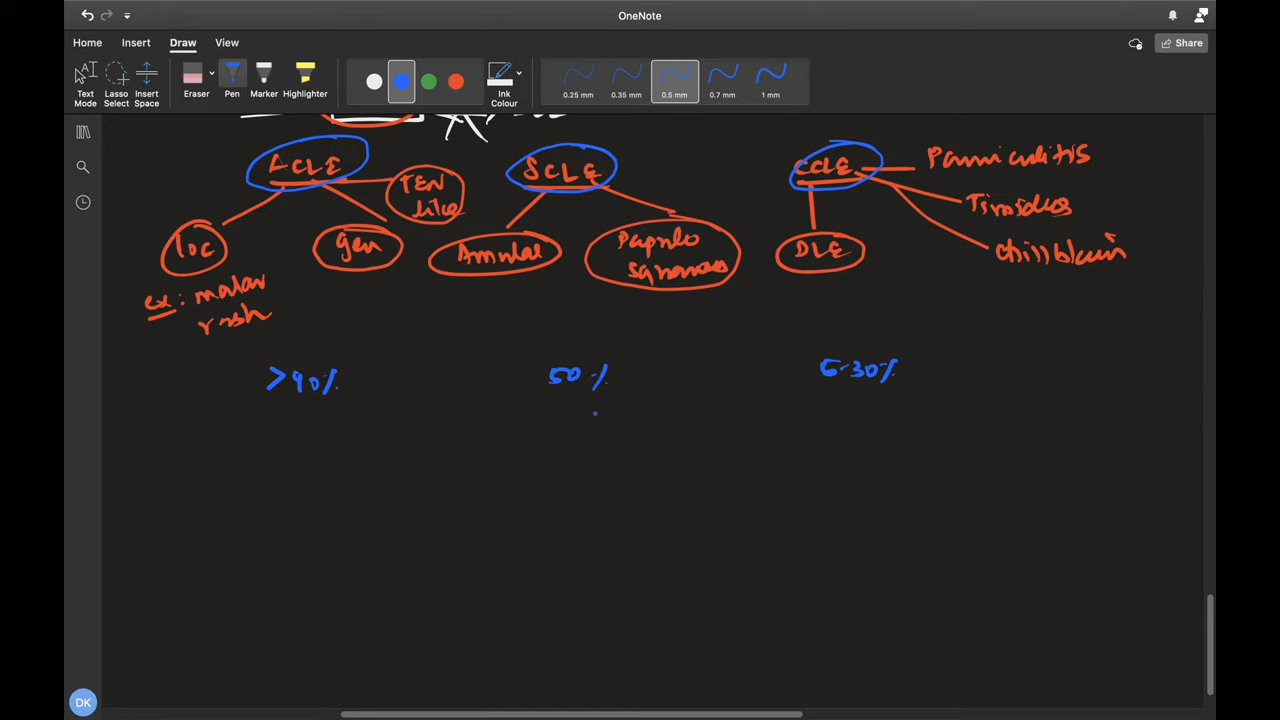 OneNote
Home Insert Draw View
Share
Text Mode
Lasso Select
Insert Space
Eraser
Pen
Marker
Highlighter
Ink Colour
0.25 mm
0.35 mm
0.5 mm
0.7 mm
1 mm
ACLE
TEN
like
loc
gen
ex: malar
rash
SCLE
Annular
Papulo
squamous
CCLE
Panniculitis
Tumidus
chillblain
DLE
>90%
50%
5-30%
DK